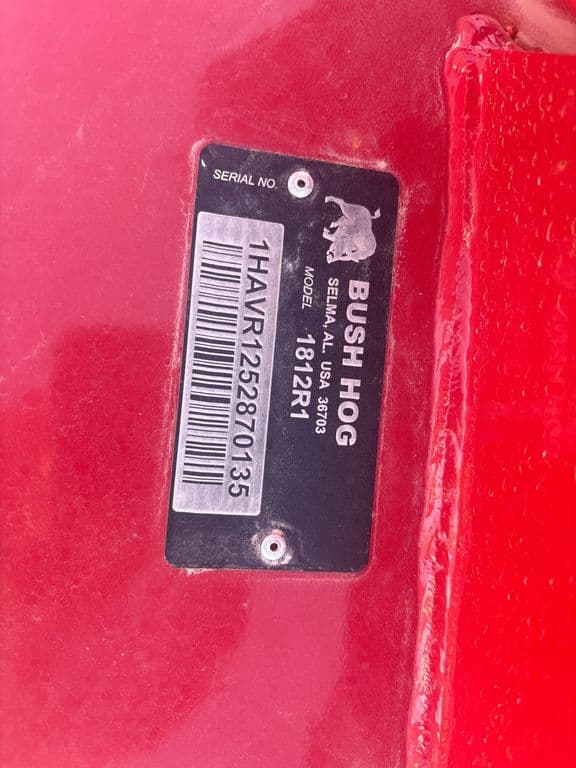 BUSH HOG
SELMA, AL. USA 36703
MODEL 1812R1
SERIAL NO.
1HAVR1252870135